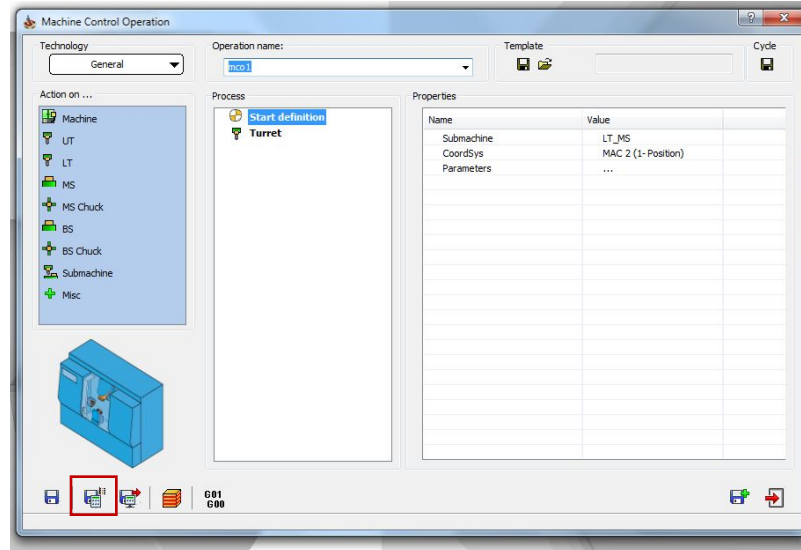 Machine Control Operation
?
Technology
General
Operation name:
mco1
Template
Cycle
Action on ...
Machine
UT
LT
MS
MS Chuck
BS
BS Chuck
Submachine
Misc
Process
Start definition
Turret
Properties
Name Value
Submachine LT_MS
CoordSys MAC 2 (1- Position)
Parameters ...
G01
G00